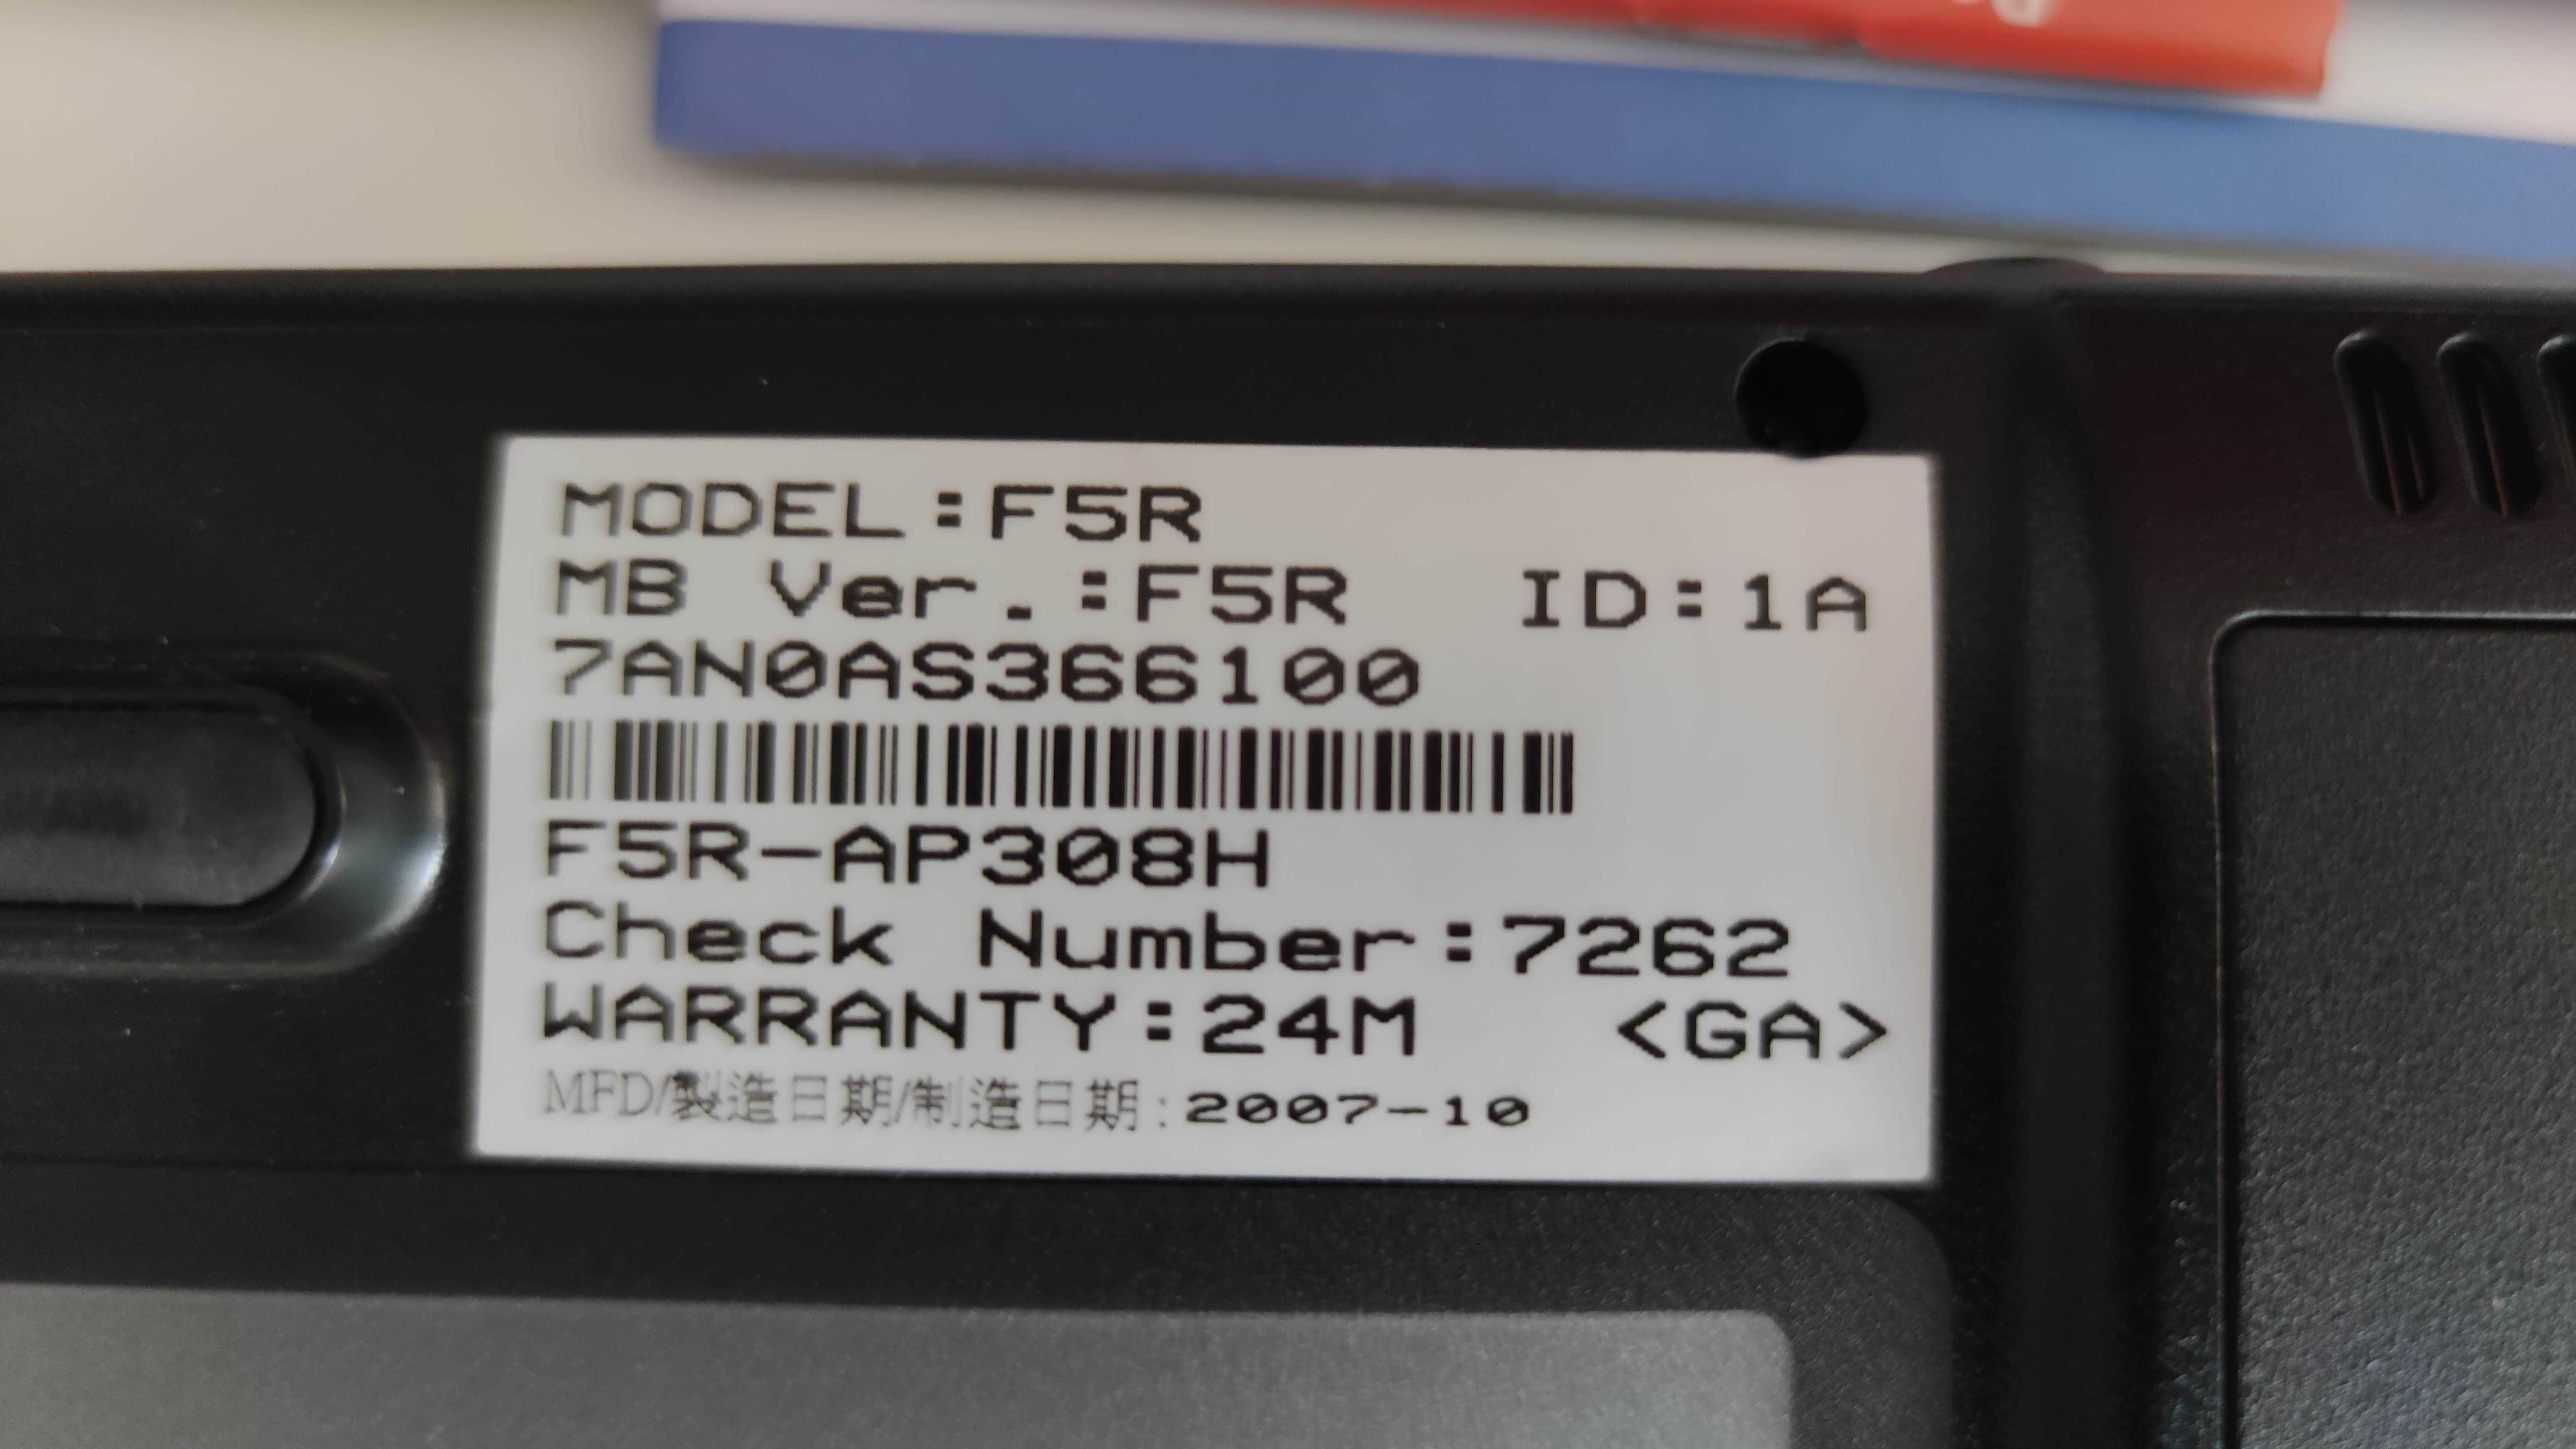 MODEL:F5R
MB Ver.:F5R ID:1A
7AN0AS366100
F5R-AP308H
Check Number:7262
WARRANTY:24M <GA>
MFD/製造日期/制造日期:2007-10